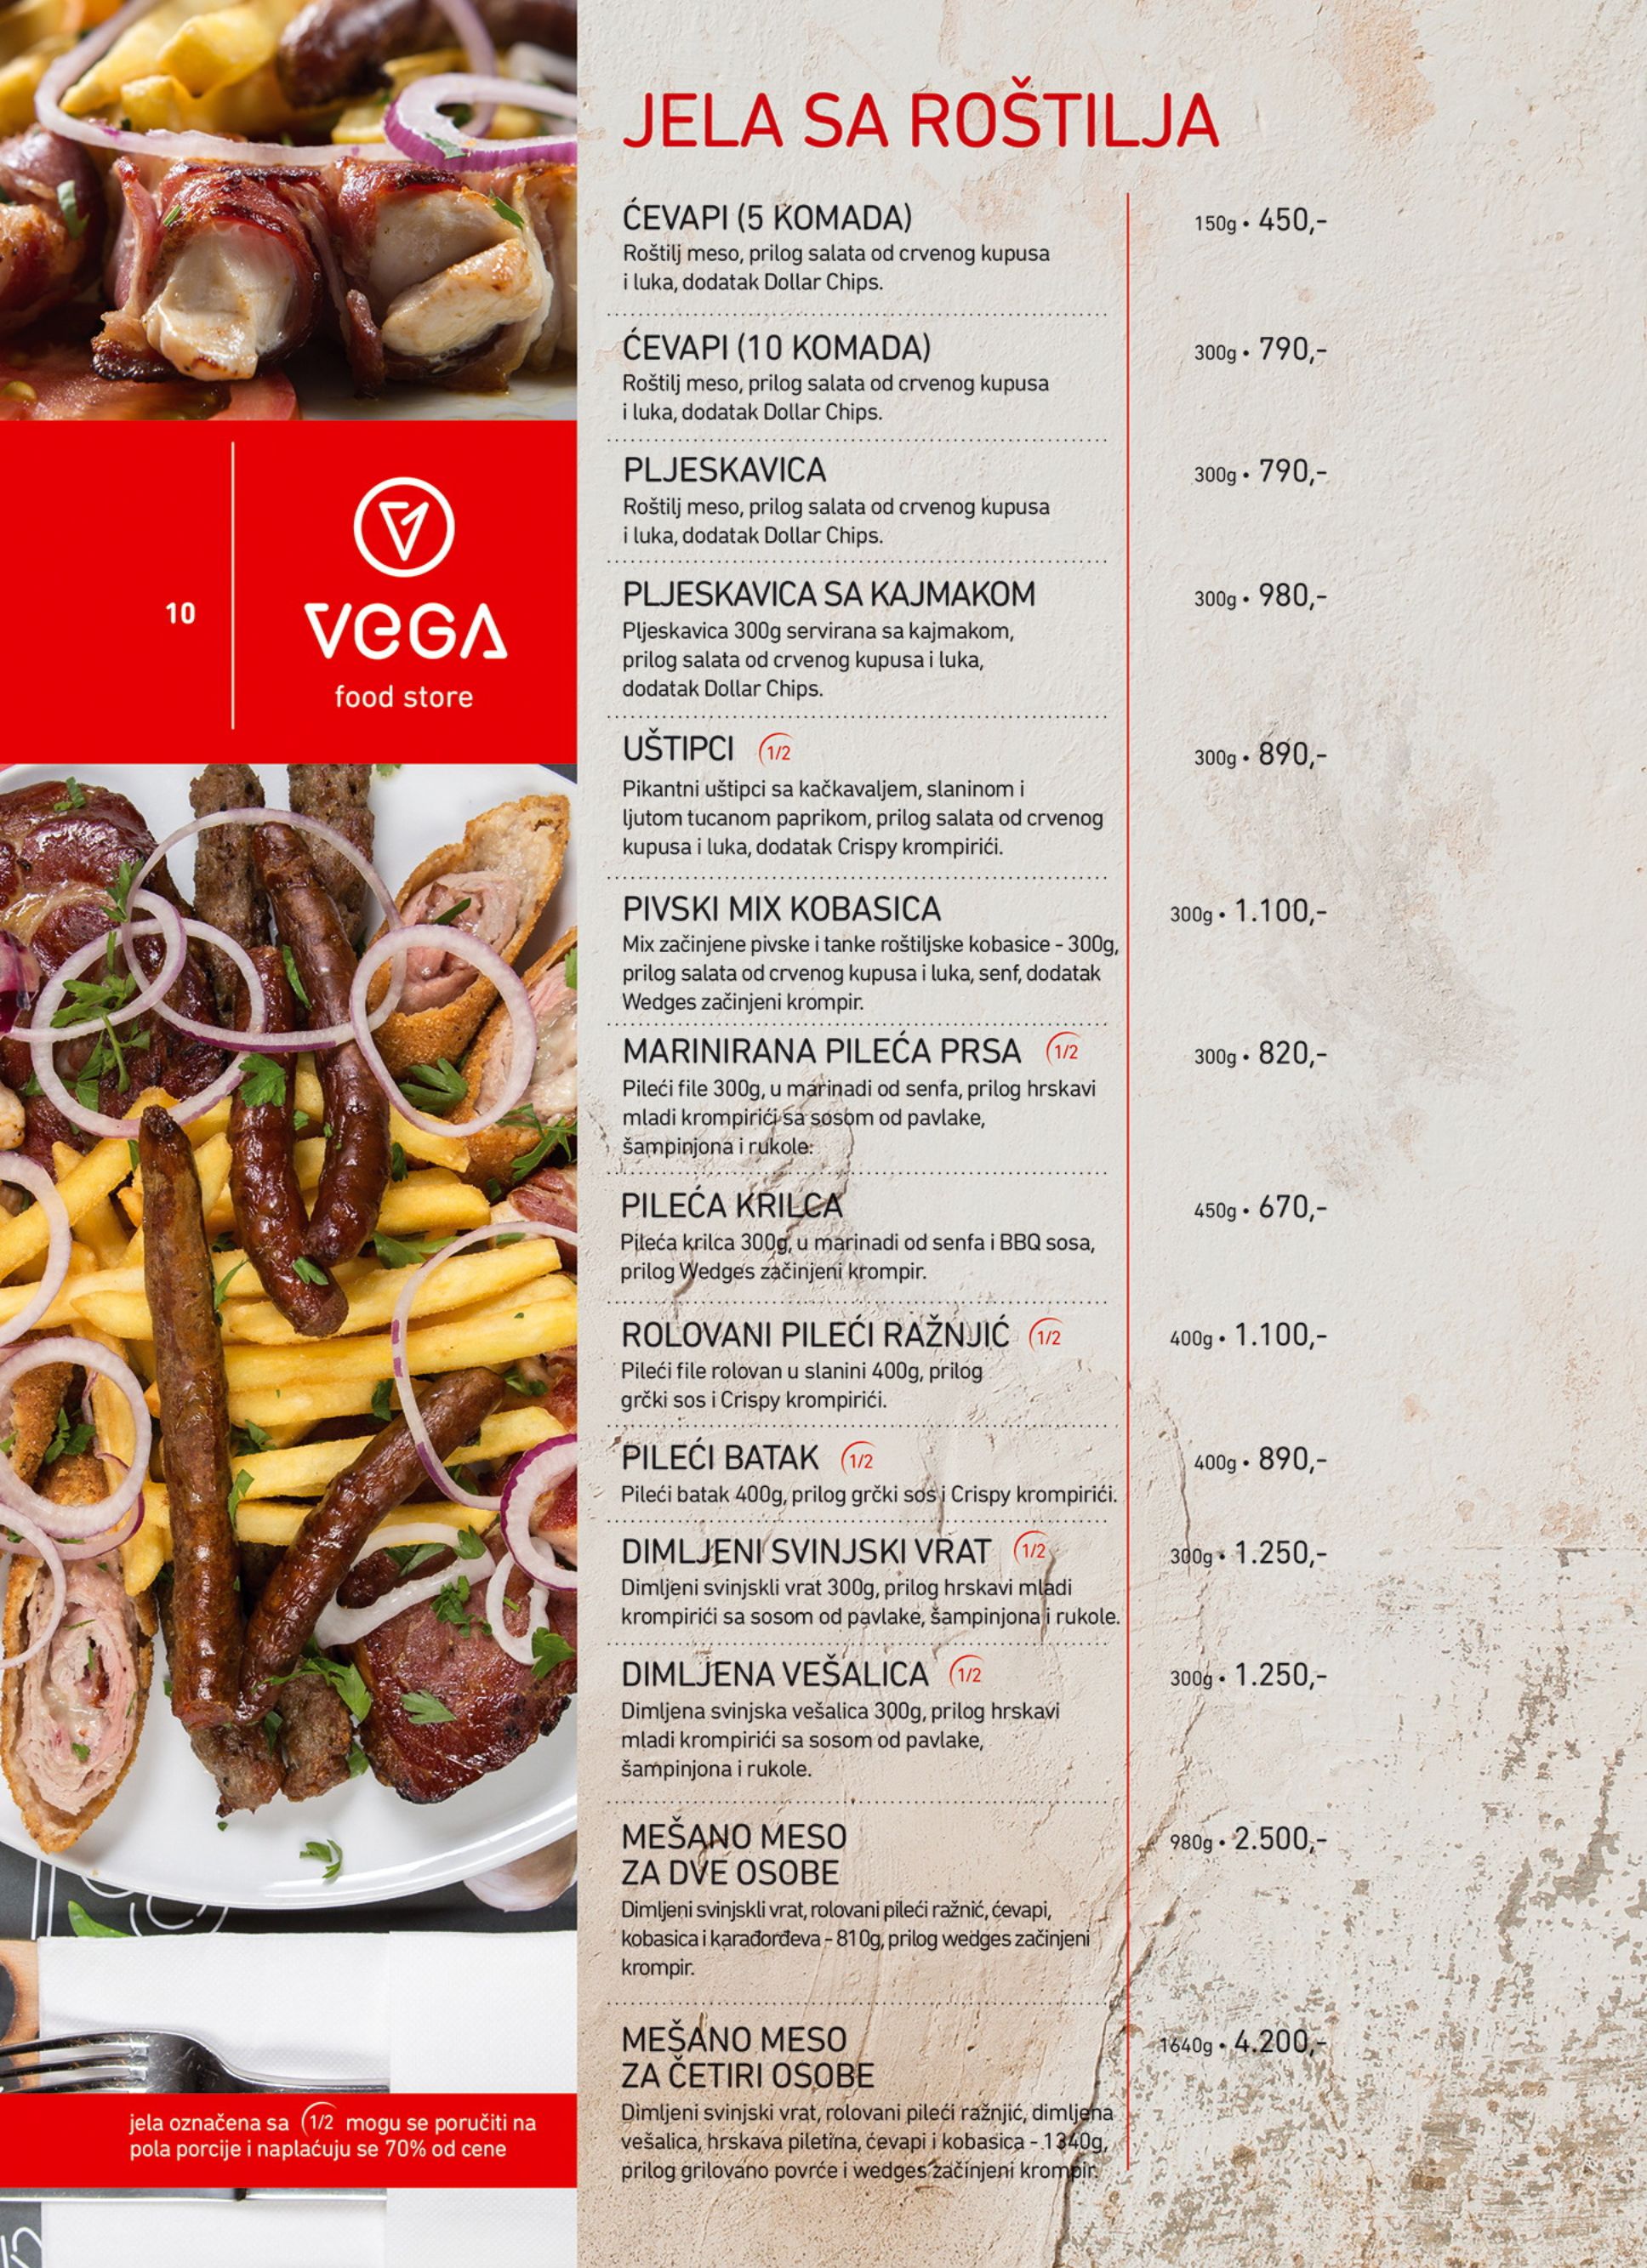 JELA SA ROŠTILJA
ĆEVAPI (5 KOMADA)
150g • 450,-
Roštilj meso, prilog salata od crvenog kupusa
i luka, dodatak Dollar Chips.
ĆEVAPI (10 KOMADA)
300g • 790,-
Roštilj meso, prilog salata od crvenog kupusa
i luka, dodatak Dollar Chips.
PLJESKAVICA
300g • 790,-
Roštilj meso, prilog salata od crvenog kupusa
i luka, dodatak Dollar Chips.
PLJESKAVICA SA KAJMAKOM
300g • 980,-
Pljeskavica 300g servirana sa kajmakom,
prilog salata od crvenog kupusa i luka,
dodatak Dollar Chips.
UŠTIPCI 1/2
300g • 890,-
Pikantni uštipci sa kačkavaljem, slaninom i
ljutom tucanom paprikom, prilog salata od crvenog
kupusa i luka, dodatak Crispy krompirići.
PIVSKI MIX KOBASICA
300g • 1.100,-
Mix začinjene pivske i tanke roštiljske kobasice - 300g,
prilog salata od crvenog kupusa i luka, senf, dodatak
Wedges začinjeni krompir.
MARINIRANA PILEĆA PRSA 1/2
300g • 820,-
Pileći file 300g, u marinadi od senfa, prilog hrskavi
mladi krompirići sa sosom od pavlake,
šampinjona i rukole.
PILEĆA KRILCA
450g • 670,-
Pileća krilca 300g, u marinadi od senfa i BBQ sosa,
prilog Wedges začinjeni krompir.
ROLOVANI PILEĆI RAŽNJIĆ 1/2
400g • 1.100,-
Pileći file rolovan u slanini 400g, prilog
grčki sos i Crispy krompirići.
PILEĆI BATAK 1/2
400g • 890,-
Pileći batak 400g, prilog grčki sos i Crispy krompirići.
DIMLJENI SVINJSKI VRAT 1/2
300g • 1.250,-
Dimljeni svinjskli vrat 300g, prilog hrskavi mladi
krompirići sa sosom od pavlake, šampinjona i rukole.
DIMLJENA VEŠALICA 1/2
300g • 1.250,-
Dimljena svinjska vešalica 300g, prilog hrskavi
mladi krompirići sa sosom od pavlake,
šampinjona i rukole.
MEŠANO MESO
ZA DVE OSOBE
980g • 2.500,-
Dimljeni svinjskli vrat, rolovani pileći ražnić, ćevapi,
kobasica i karađorđeva - 810g, prilog wedges začinjeni
krompir.
MEŠANO MESO
ZA ČETIRI OSOBE
1640g • 4.200,-
Dimljeni svinjski vrat, rolovani pileći ražnjić, dimljena
vešalica, hrskava piletina, ćevapi i kobasica - 1340g,
prilog grilovano povrće i wedges začinjeni krompir.
10
VEGA
food store
jela označena sa 1/2 mogu se poručiti na
pola porcije i naplaćuju se 70% od cene